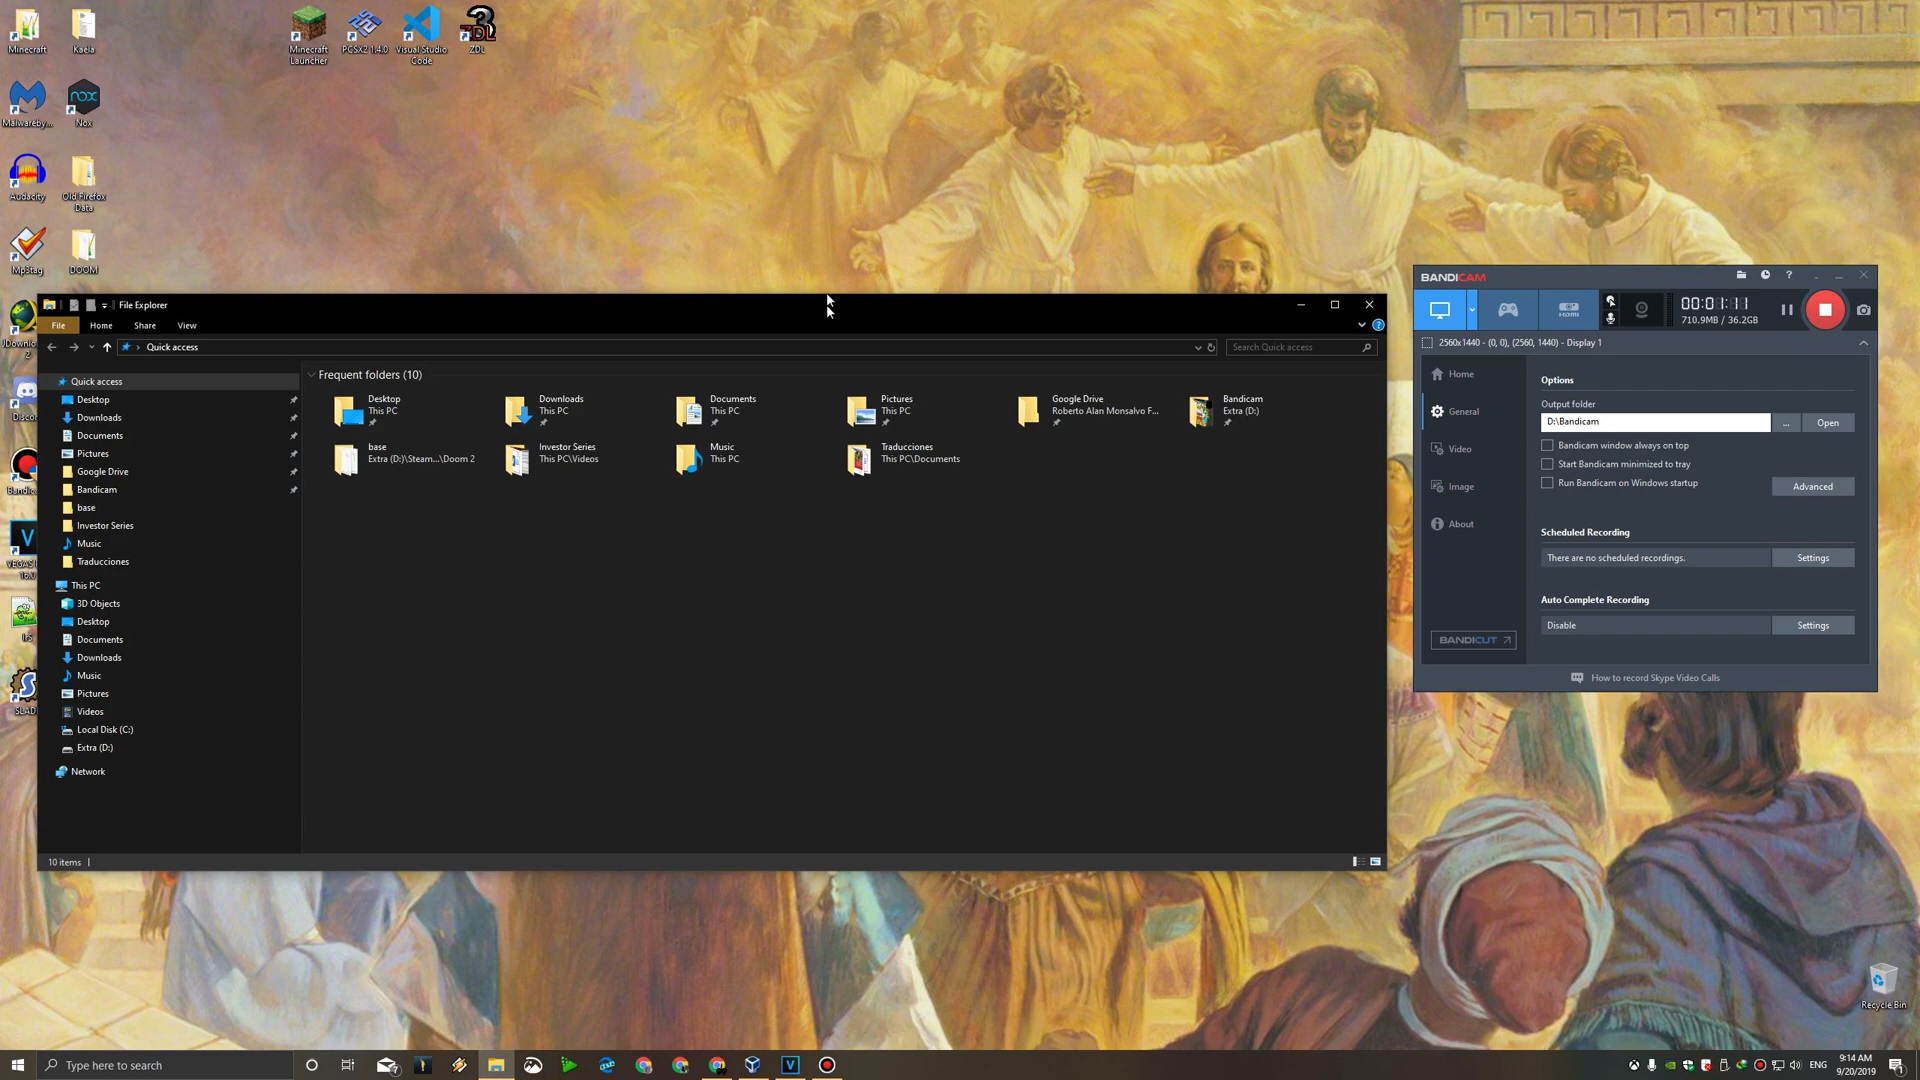 Minecraft
Kaela
Minecraft Launcher
PCSX2 1.4.0
Visual Studio Code
ZDL
Malwareby...
Nox
Audacity
Old Firefox Data
Mp3tag
DOOM
File Explorer
File
Home
Share
View
Quick access
Search Quick access
Quick access
Desktop
Downloads
Documents
Pictures
Google Drive
Bandicam
base
Investor Series
Music
Traducciones
This PC
3D Objects
Desktop
Documents
Downloads
Music
Pictures
Videos
Local Disk (C:)
Extra (D:)
Network
Frequent folders (10)
Desktop
This PC
Downloads
This PC
Documents
This PC
Pictures
This PC
Google Drive
Roberto Alan Monsalvo F...
Bandicam
Extra (D:)
base
Extra (D:)\Steam...\Doom 2
Investor Series
This PC\Videos
Music
This PC
Traducciones
This PC\Documents
10 items
BANDICAM
HDMI
00:01:11
710.9MB / 36.2GB
2560x1440 - (0, 0), (2560, 1440) - Display 1
Home
General
Video
Image
About
BANDICUT
Options
Output folder
D:\Bandicam
...
Open
Bandicam window always on top
Start Bandicam minimized to tray
Run Bandicam on Windows startup
Advanced
Scheduled Recording
There are no scheduled recordings.
Settings
Auto Complete Recording
Disable
Settings
How to record Skype Video Calls
Recycle Bin
Type here to search
ENG
9:14 AM
9/20/2019